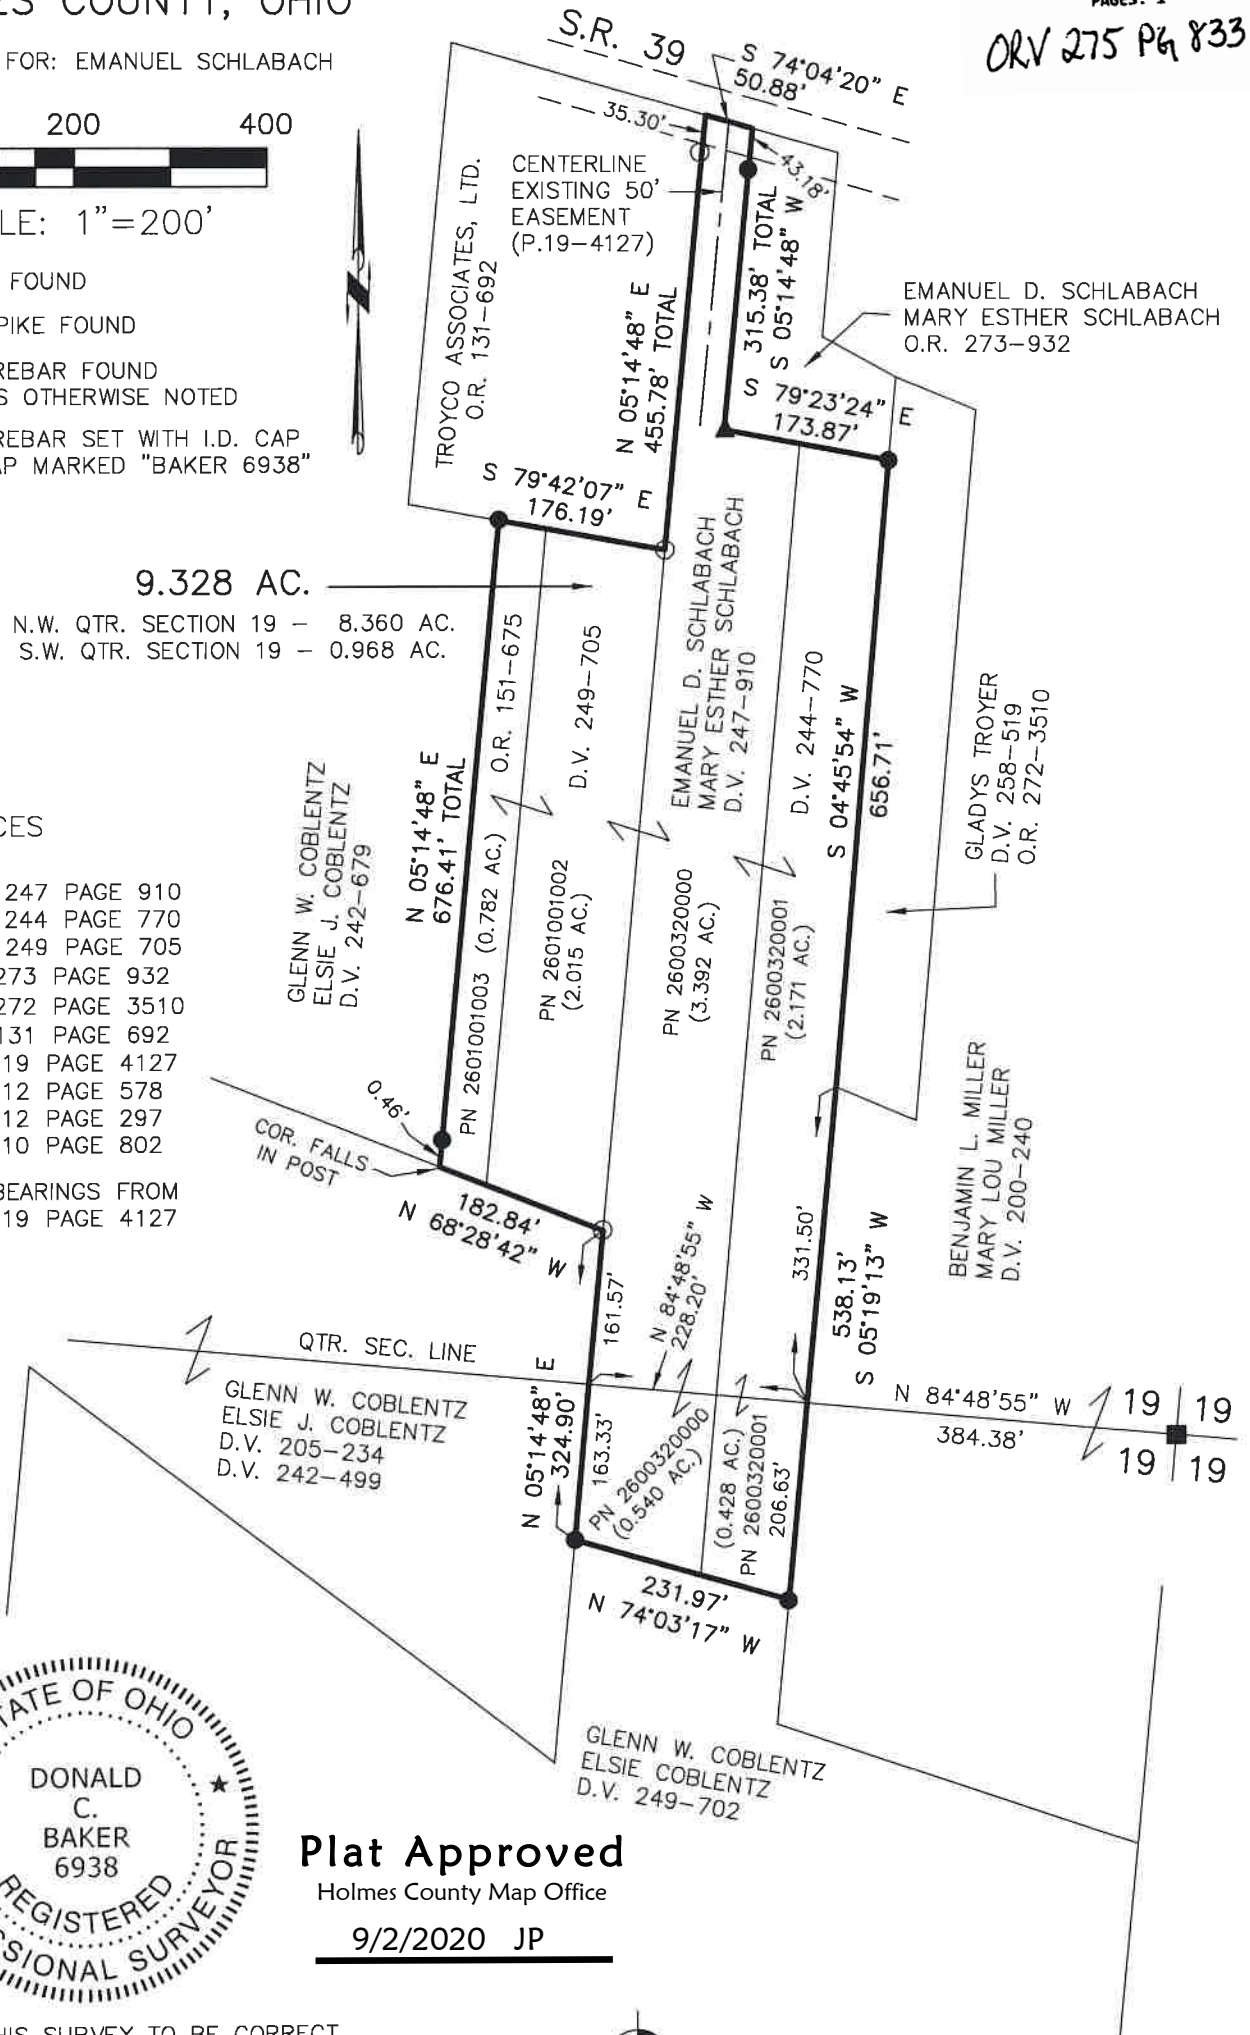 COUNTY, OHIO
FOR: EMANUEL SCHLABACH
PAGES: 1
ORV 275 PG 833
200 400
1"=200'
FOUND
FOUND
REBAR FOUND
OTHERWISE NOTED
REBAR SET WITH I.D. CAP
MARKED "BAKER 6938"
S.R. 39
S 74°04'20" E
50.88'
35.30'
43.18'
CENTERLINE
EXISTING 50'
EASEMENT
(P.19-4127)
TROYCO ASSOCIATES, LTD.
O.R. 131-692
N 05°14'48" E
455.78' TOTAL
315.38' TOTAL
S 05°14'48" W
EMANUEL D. SCHLABACH
MARY ESTHER SCHLABACH
O.R. 273-932
S 79°23'24" E
173.87'
S 79°42'07" E
176.19'
9.328 AC.
N.W. QTR. SECTION 19 - 8.360 AC.
S.W. QTR. SECTION 19 - 0.968 AC.
O.R. 151-675
D.V. 249-705
EMANUEL D. SCHLABACH
MARY ESTHER SCHLABACH
D.V. 247-910
D.V. 244-770
S 04°45'54" W
656.71'
GLADYS TROYER
D.V. 258-519
O.R. 272-3510
GLENN W. COBLENTZ
ELSIE J. COBLENTZ
D.V. 242-679
N 05°14'48" E
676.41' TOTAL
PN 2601001003 (0.782 AC.)
PN 2601001002
(2.015 AC.)
PN 2600320000
(3.392 AC.)
PN 2600320001
(2.171 AC.)
247 PAGE 910
244 PAGE 770
249 PAGE 705
273 PAGE 932
272 PAGE 3510
131 PAGE 692
19 PAGE 4127
12 PAGE 578
12 PAGE 297
10 PAGE 802
BEARINGS FROM
19 PAGE 4127
0.46'
COR. FALLS
IN POST
182.84'
N 68°28'42" W
BENJAMIN L. MILLER
MARY LOU MILLER
D.V. 200-240
161.57'
N 84°48'55" W
228.20'
331.50'
538.13'
S 05°19'13" W
QTR. SEC. LINE
N 05°14'48" E
324.90'
163.33'
GLENN W. COBLENTZ
ELSIE J. COBLENTZ
D.V. 205-234
D.V. 242-499
PN 2600320000
(0.540 AC.)
(0.428 AC.)
PN 2600320001
206.63'
N 84°48'55" W
384.38'
19 19
19 19
231.97'
N 74°03'17" W
GLENN W. COBLENTZ
ELSIE COBLENTZ
D.V. 249-702
STATE OF OHIO
DONALD
C.
BAKER
6938
REGISTERED
SURVEYOR
Plat Approved
Holmes County Map Office
9/2/2020 JP
SURVEY TO BE CORRECT